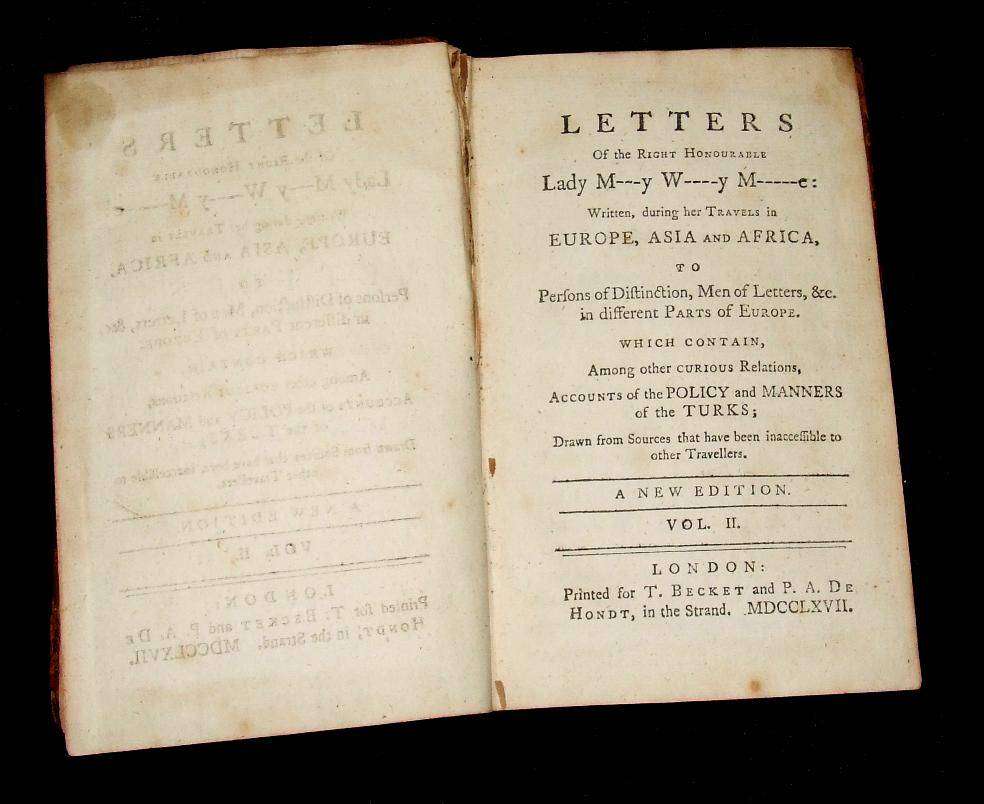 LETTERS
Of the RIGHT HONOURABLE
Lady M---y W----y M-----e:
Written, during her TRAVELS in
EUROPE, ASIA AND AFRICA,
TO
Perſons of Diſtinction, Men of Letters, &c.
in different PARTS of EUROPE.
WHICH CONTAIN,
Among other CURIOUS Relations,
ACCOUNTS of the POLICY and MANNERS
of the TURKS;
Drawn from Sources that have been inacceſſible to
other Travellers.
A NEW EDITION.
VOL. II.
LONDON:
Printed for T. BECKET and P. A. DE
HONDT, in the Strand. MDCCLXVII.